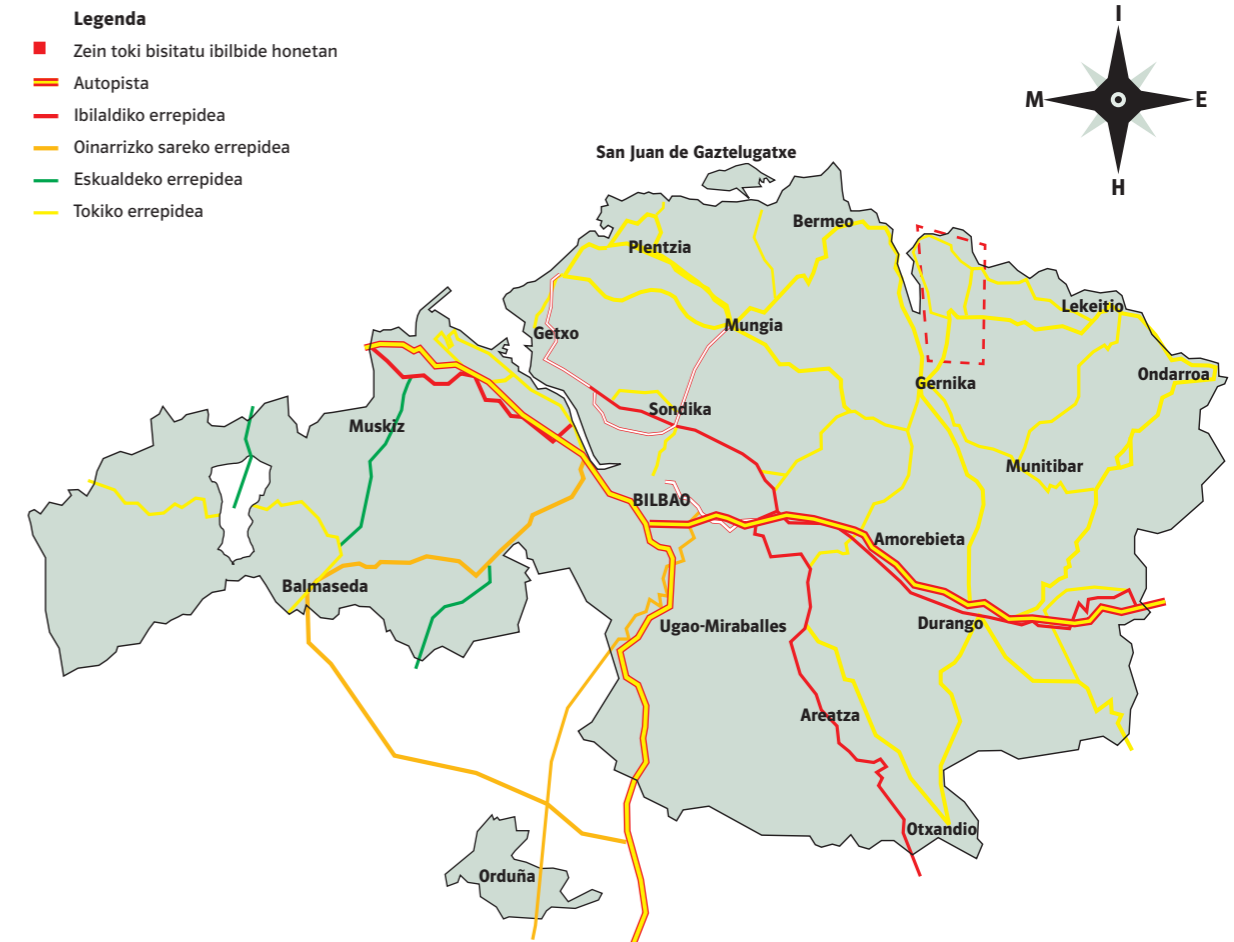 Legenda
Zein toki bisitatu ibilbide honetan
Autopista
Ibilaldiko errepidea
Oinarrizko sareko errepidea
Eskualdeko errepidea
Tokiko errepidea
I
M
E
H
San Juan de Gaztelugatxe
Bermeo
Plentzia
Lekeitio
Mungia
Getxo
Ondarroa
Gernika
Sondika
Muskiz
Munitibar
BILBAO
Amorebieta
Balmaseda
Durango
Ugao-Miraballes
Areatza
Otxandio
Orduña